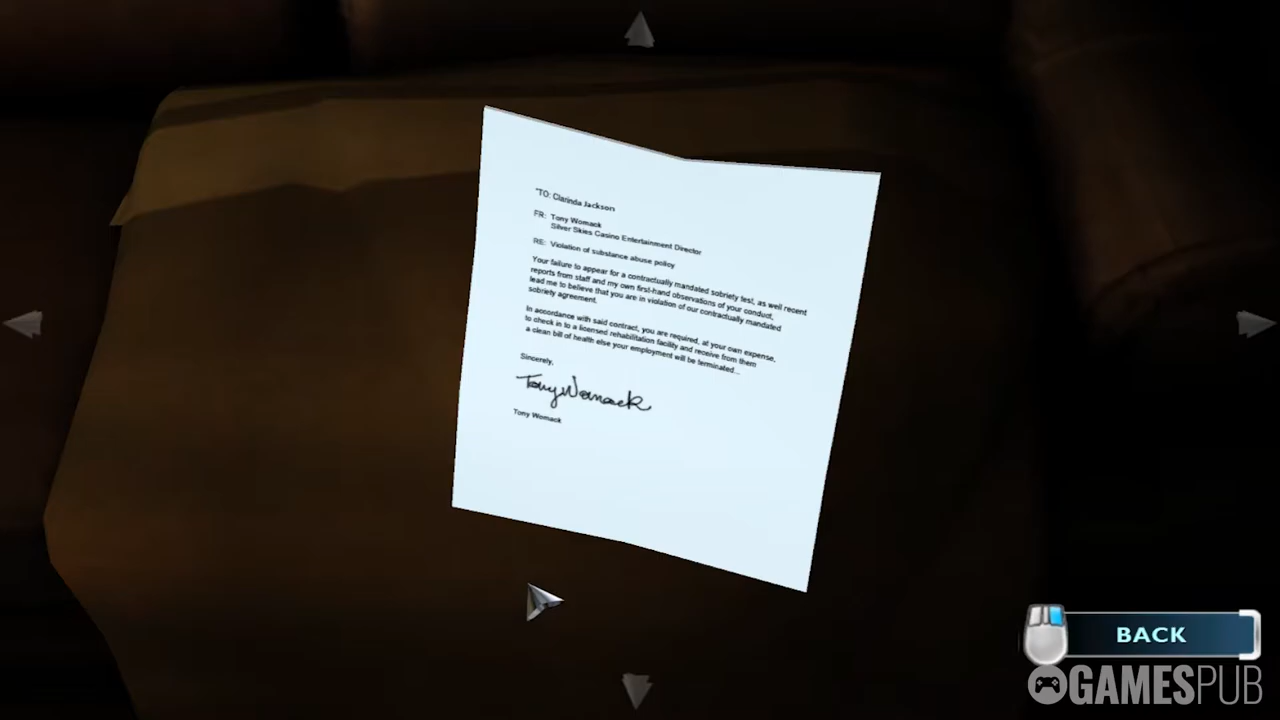 "TO: Clarinda Jackson
FR: Tony Womack
Silver Skies Casino Entertainment Director
RE: Violation of substance abuse policy
Your failure to appear for a contractually mandated sobriety test, as well recent
reports from staff and my own first-hand observations of your conduct,
lead me to believe that you are in violation of our contractually mandated
sobriety agreement.
In accordance with said contract, you are required, at your own expense,
to check in to a licensed rehabilitation facility and receive from them
a clean bill of health else your employment will be terminated...
Sincerely,
Tony Womack
Tony Womack
BACK
GAMESPUB